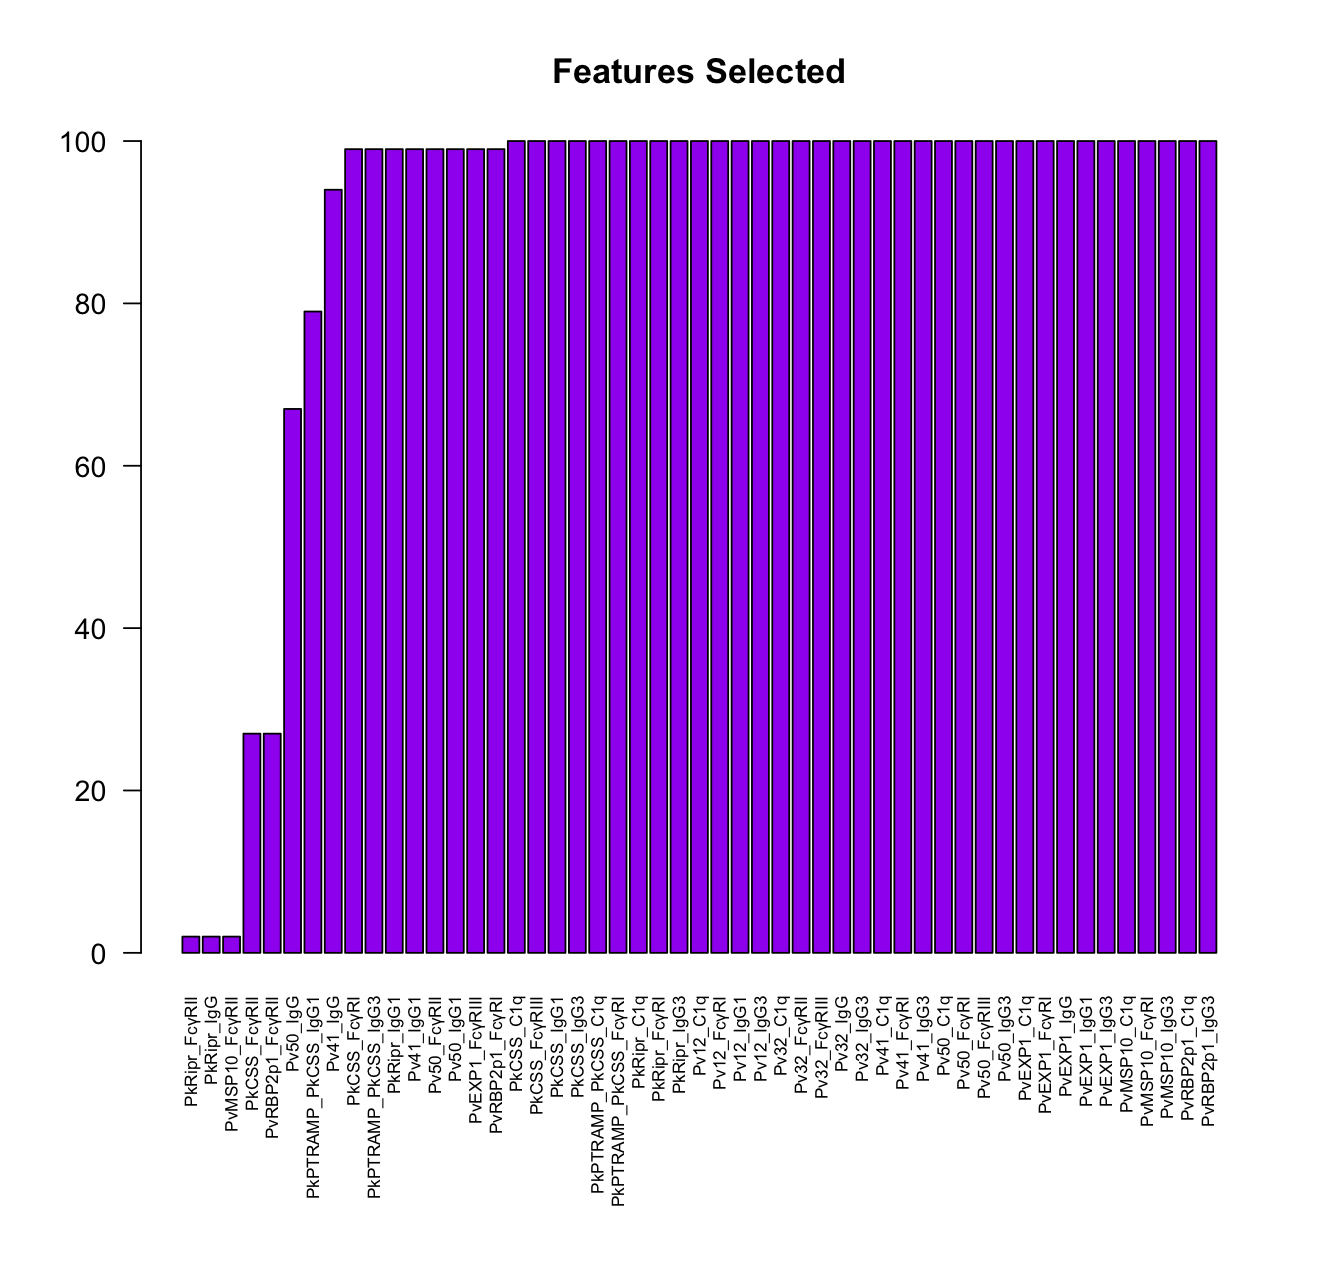 Features Selected
100
80
60
40
20
0
PkRipr_FcγRII
PkRipr_IgG
PvMSP10_FcγRII
PkCSS_FcγRII
PvRBP2p1_FcγRII
Pv50_IgG
PkPTRAMP_PkCSS_IgG1
Pv41_IgG
PkCSS_FcγRI
PkPTRAMP_PkCSS_IgG3
PkRipr_IgG1
Pv41_IgG1
Pv50_FcγRII
Pv50_IgG1
PvEXP1_FcγRIII
PvRBP2p1_FcγRI
PkCSS_C1q
PkCSS_FcγRIII
PkCSS_IgG1
PkCSS_IgG3
PkPTRAMP_PkCSS_C1q
PkPTRAMP_PkCSS_FcγRI
PkRipr_C1q
PkRipr_FcγRI
PkRipr_IgG3
Pv12_C1q
Pv12_FcγRI
Pv12_IgG1
Pv12_IgG3
Pv32_C1q
Pv32_FcγRII
Pv32_FcγRIII
Pv32_IgG
Pv32_IgG3
Pv41_C1q
Pv41_FcγRI
Pv41_IgG3
Pv50_C1q
Pv50_FcγRI
Pv50_FcγRIII
Pv50_IgG3
PvEXP1_C1q
PvEXP1_FcγRI
PvEXP1_IgG
PvEXP1_IgG1
PvEXP1_IgG3
PvMSP10_C1q
PvMSP10_FcγRI
PvMSP10_IgG3
PvRBP2p1_C1q
PvRBP2p1_IgG3